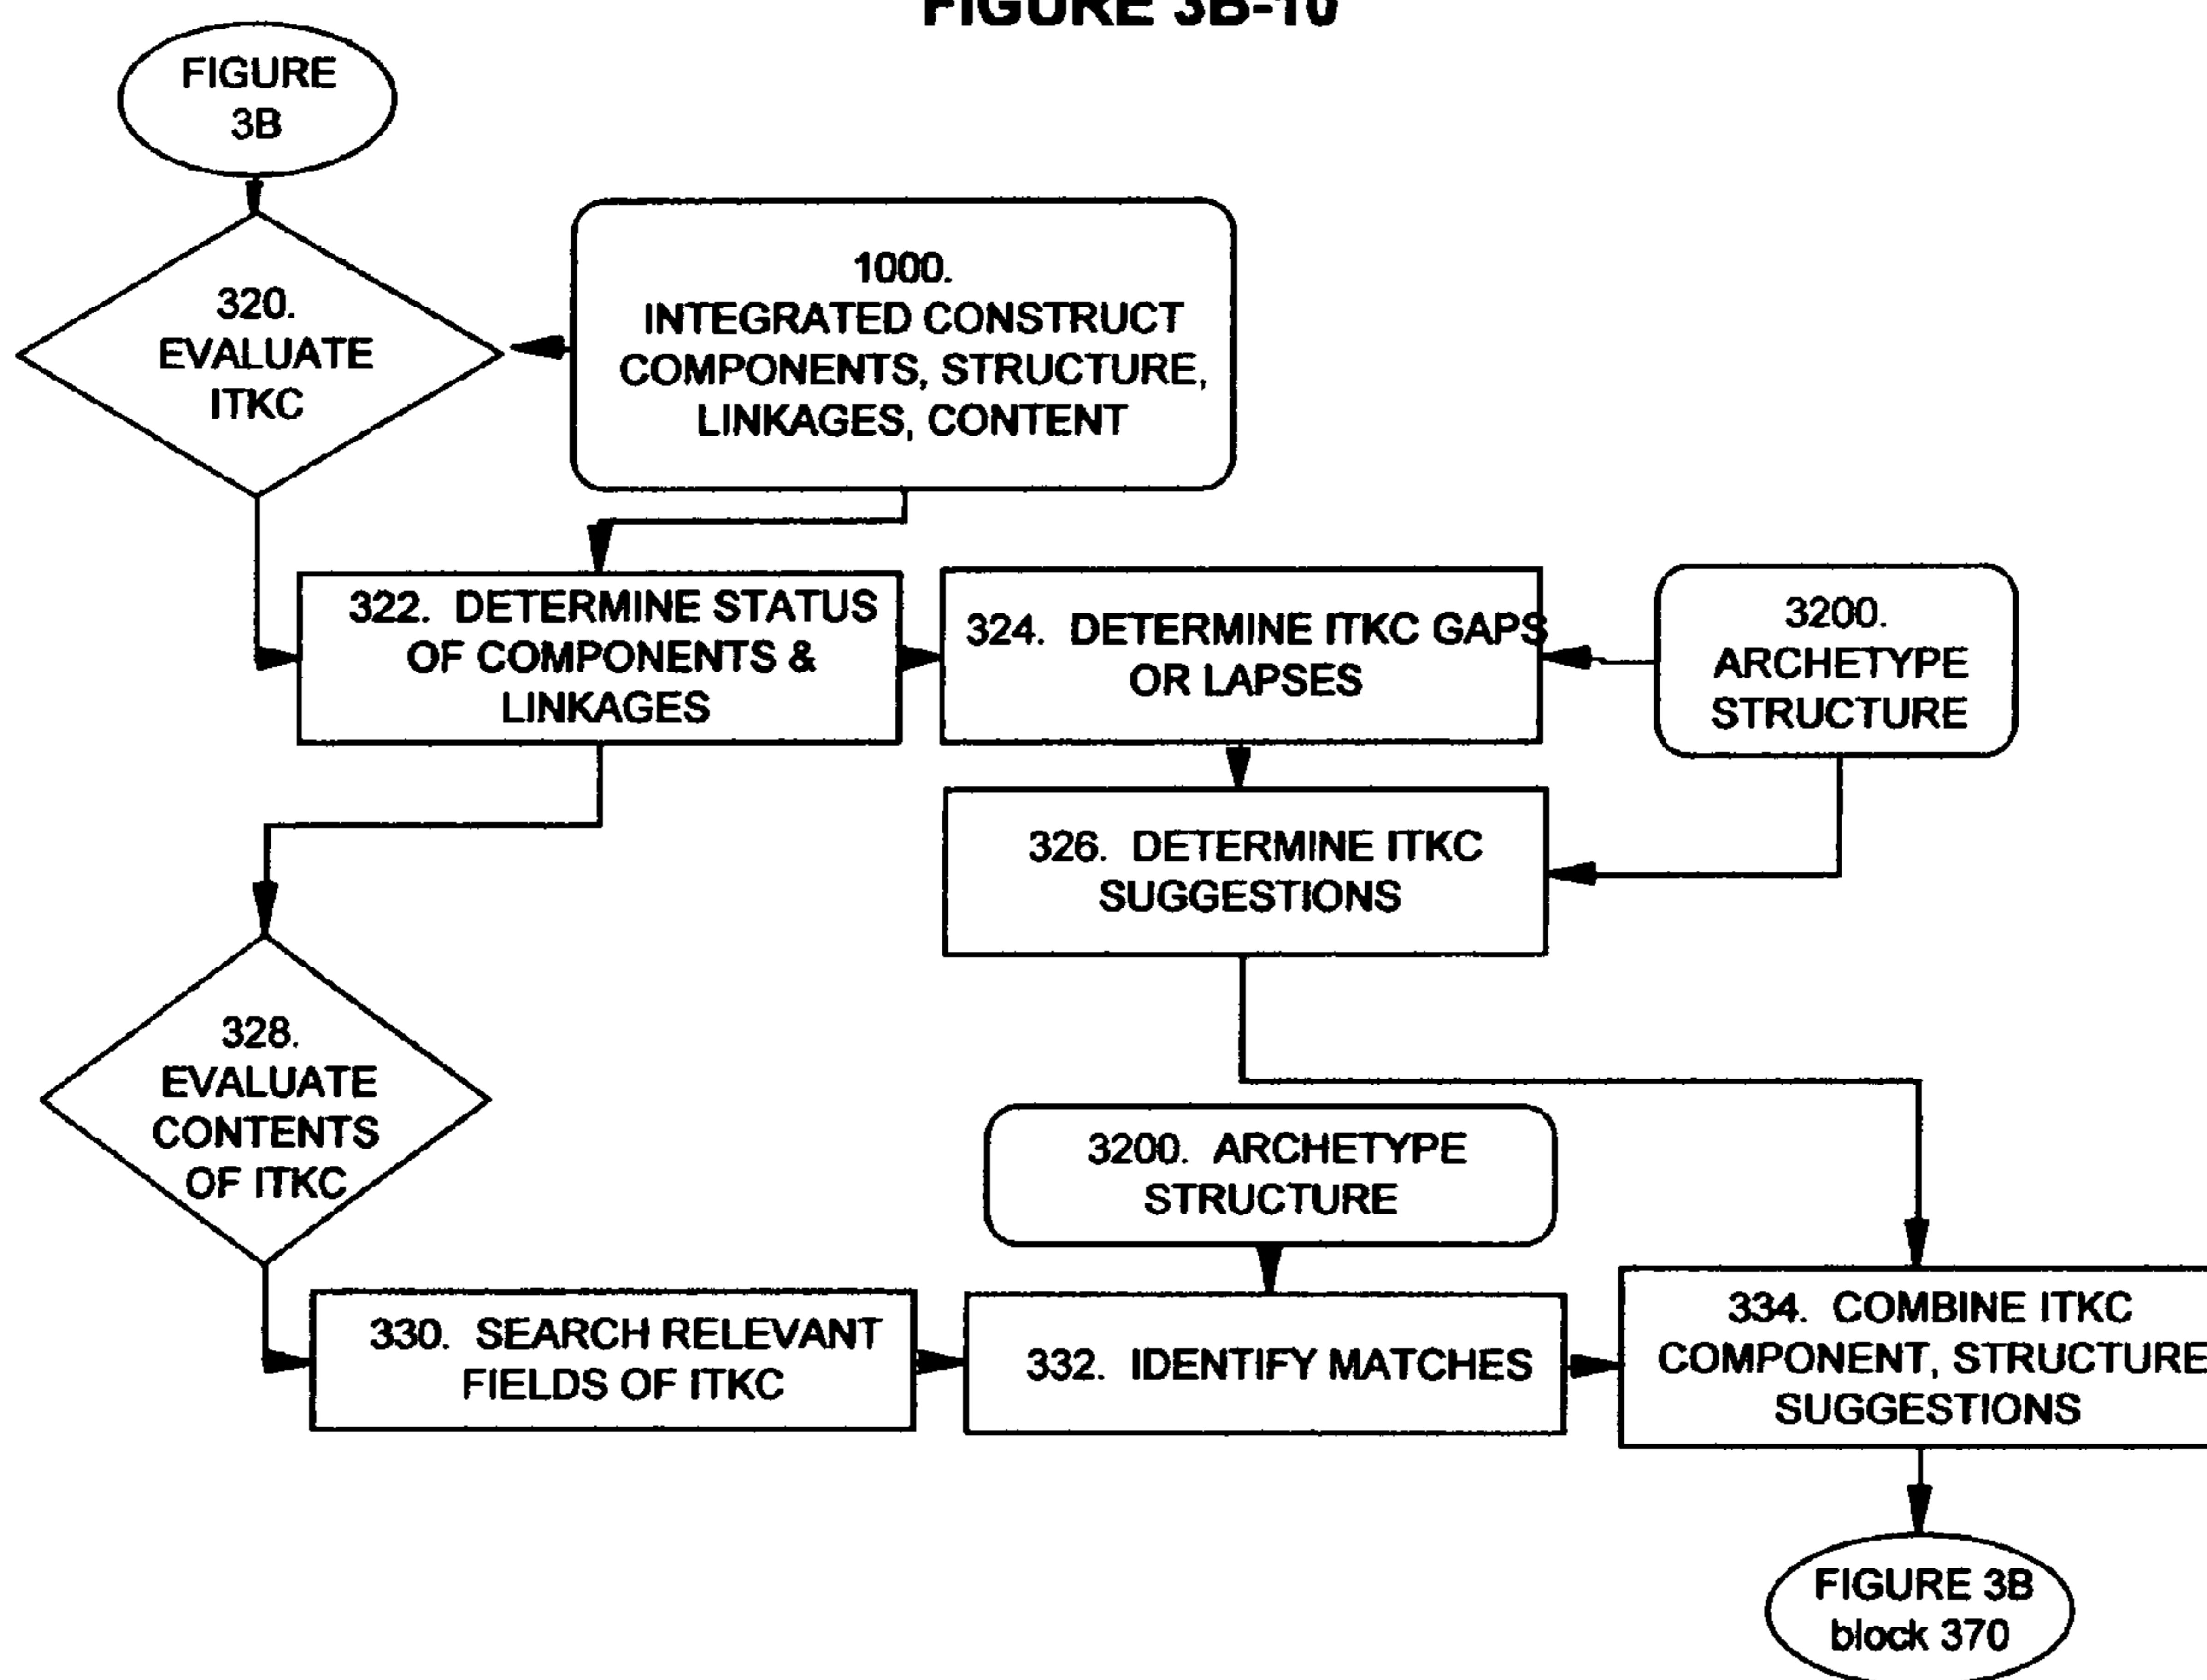 FIGURE 3B-10
FIGURE
3B
320.
EVALUATE
ITKC
1000.
INTEGRATED CONSTRUCT
COMPONENTS, STRUCTURE,
LINKAGES, CONTENT
322. DETERMINE STATUS
OF COMPONENTS &
LINKAGES
324. DETERMINE ITKC GAPS
OR LAPSES
3200.
ARCHETYPE
STRUCTURE
326. DETERMINE ITKC
SUGGESTIONS
328.
EVALUATE
CONTENTS
OF ITKC
3200. ARCHETYPE
STRUCTURE
330. SEARCH RELEVANT
FIELDS OF ITKC
332. IDENTIFY MATCHES
334. COMBINE ITKC
COMPONENT, STRUCTURE
SUGGESTIONS
FIGURE 3B
block 370